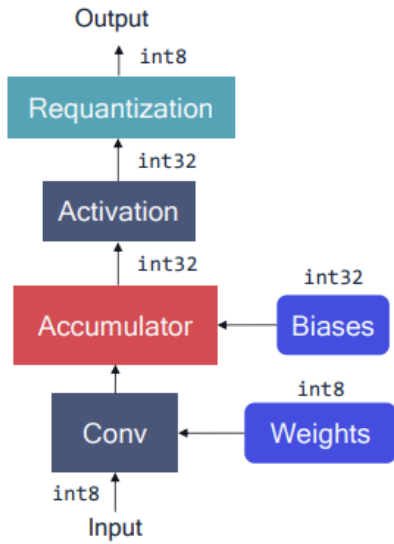 Output
int8
Requantization
int32
Activation
int32
int32
Accumulator
Biases
int8
Conv
Weights
int8
Input